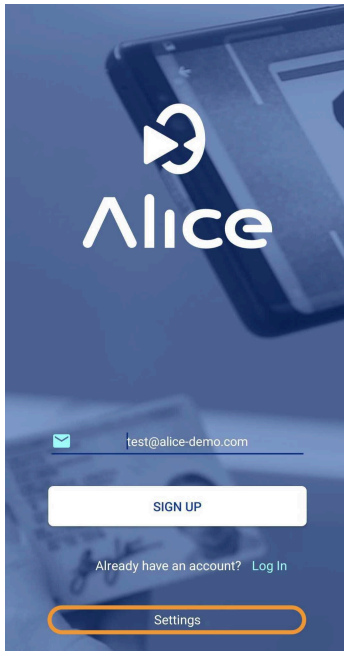 Alice
test@alice-demo.com
SIGN UP
Already have an account? Log In
Settings